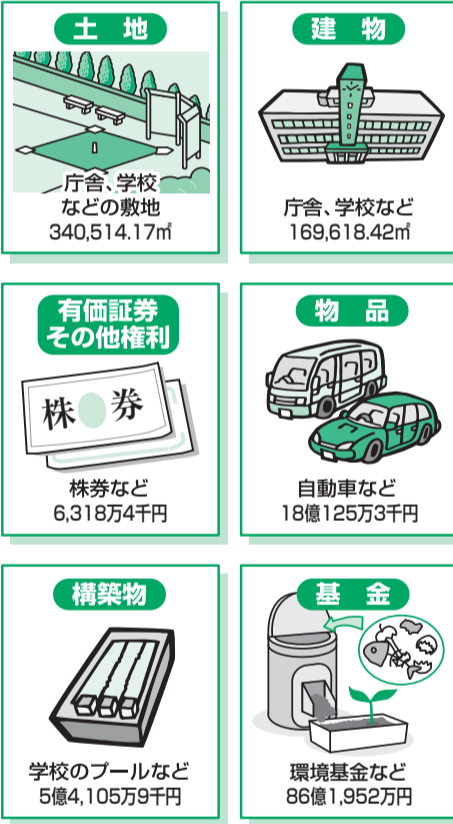 土 地
庁舎、学校
などの敷地
340,514.17㎡
建 物
庁舎、学校など
169,618.42㎡
有価証券
その他権利
株 券
株券など
6,318万4千円
物 品
自動車など
18億125万3千円
構築物
学校のプールなど
5億4,105万9千円
基 金
環境基金など
86億1,952万円